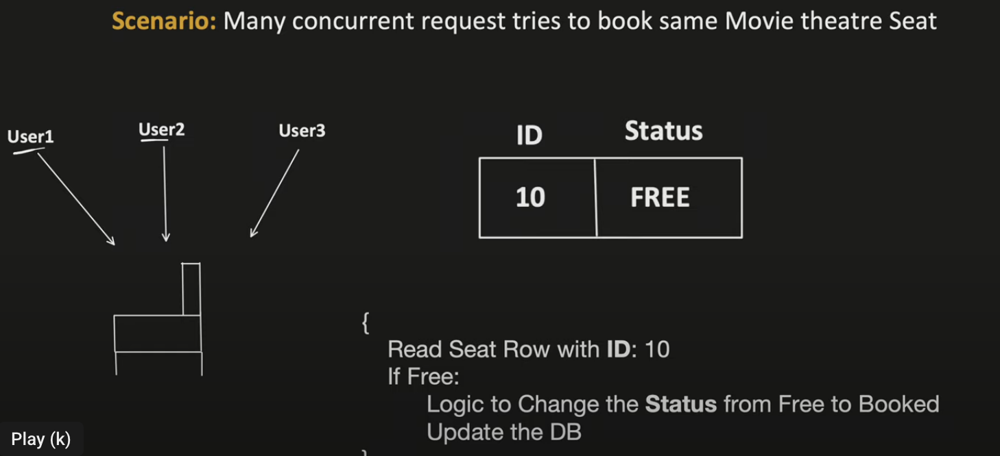 Scenario: Many concurrent request tries to book same Movie theatre Seat
User1
User2
User3
ID
Status
10
FREE
{
Read Seat Row with ID: 10
If Free:
Logic to Change the Status from Free to Booked
Update the DB
}
Play (k)